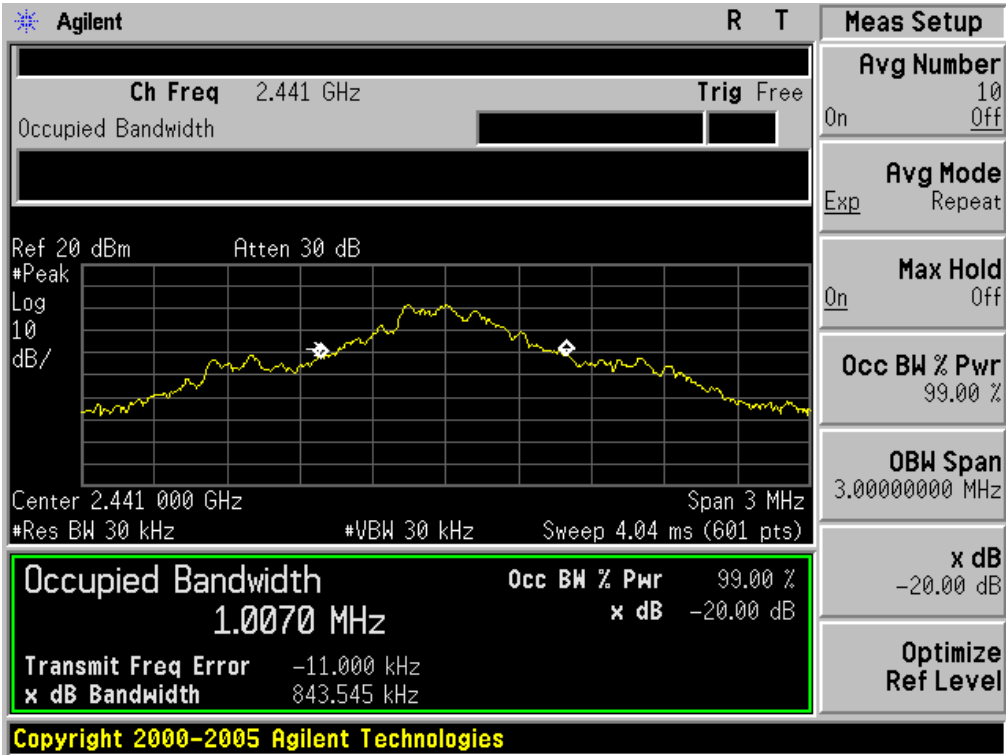 Agilent R T
Ch Freq 2.441 GHz Trig Free
Occupied Bandwidth
Ref 20 dBm Atten 30 dB
#Peak
Log
10
dB/
Center 2.441 000 GHz Span 3 MHz
#Res BW 30 kHz #VBW 30 kHz Sweep 4.04 ms (601 pts)
Occupied Bandwidth Occ BW % Pwr 99.00 %
1.0070 MHz x dB -20.00 dB
Transmit Freq Error -11.000 kHz
x dB Bandwidth 843.545 kHz
Copyright 2000-2005 Agilent Technologies
Meas Setup
Avg Number
10
On Off
Avg Mode
Exp Repeat
Max Hold
On Off
Occ BW % Pwr
99.00 %
OBW Span
3.00000000 MHz
x dB
-20.00 dB
Optimize
Ref Level